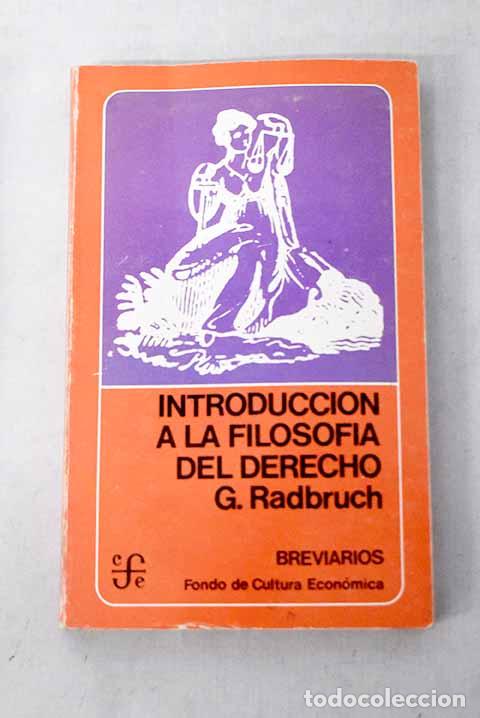 INTRODUCCION
A LA FILOSOFIA
DEL DERECHO
G. Radbruch
BREVIARIOS
Fondo de Cultura Económica
c
f
e
todocoleccion